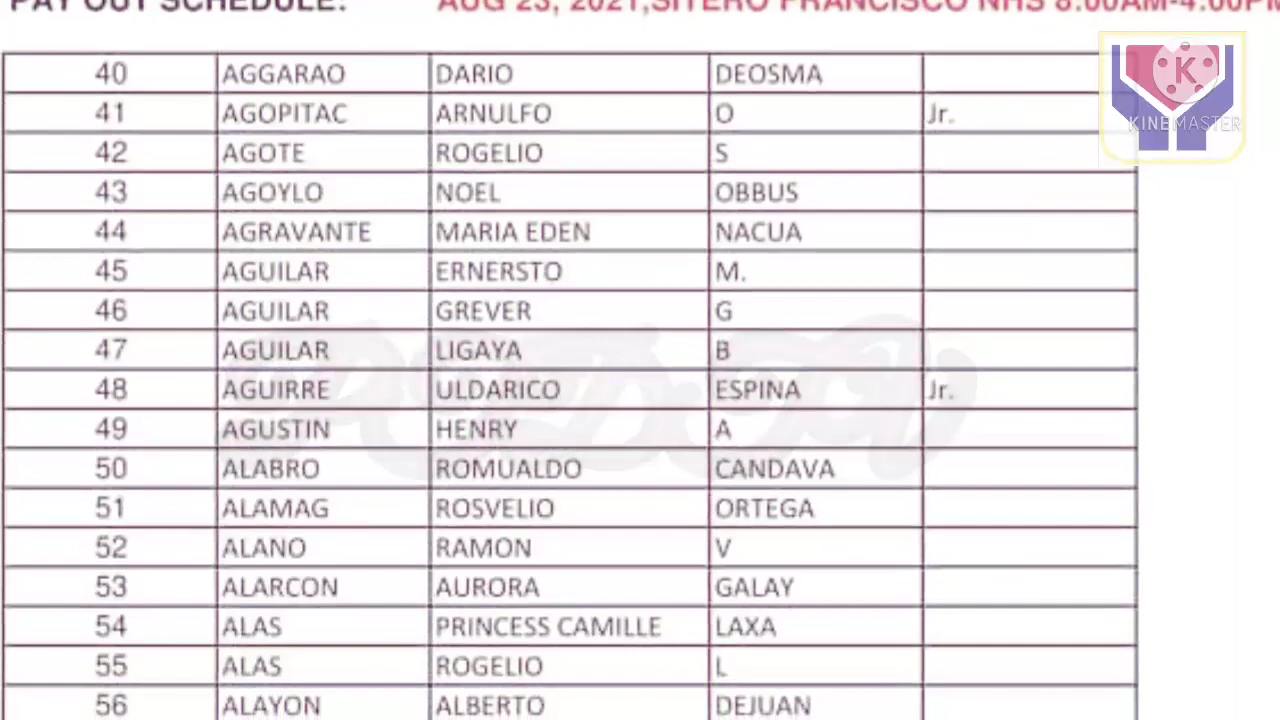 PAY OUT SCHEDULE: AUG 23, 2021,SITERO FRANCISCO NHS 8:00AM-4:00PM
40 AGGARAO DARIO DEOSMA
41 AGOPITAC ARNULFO O Jr.
42 AGOTE ROGELIO S
43 AGOYLO NOEL OBBUS
44 AGRAVANTE MARIA EDEN NACUA
45 AGUILAR ERNERSTO M.
46 AGUILAR GREVER G
47 AGUILAR LIGAYA B
48 AGUIRRE ULDARICO ESPINA Jr.
49 AGUSTIN HENRY A
50 ALABRO ROMUALDO CANDAVA
51 ALAMAG ROSVELIO ORTEGA
52 ALANO RAMON V
53 ALARCON AURORA GALAY
54 ALAS PRINCESS CAMILLE LAXA
55 ALAS ROGELIO L
56 ALAYON ALBERTO DEJUAN
K
KINEMASTER